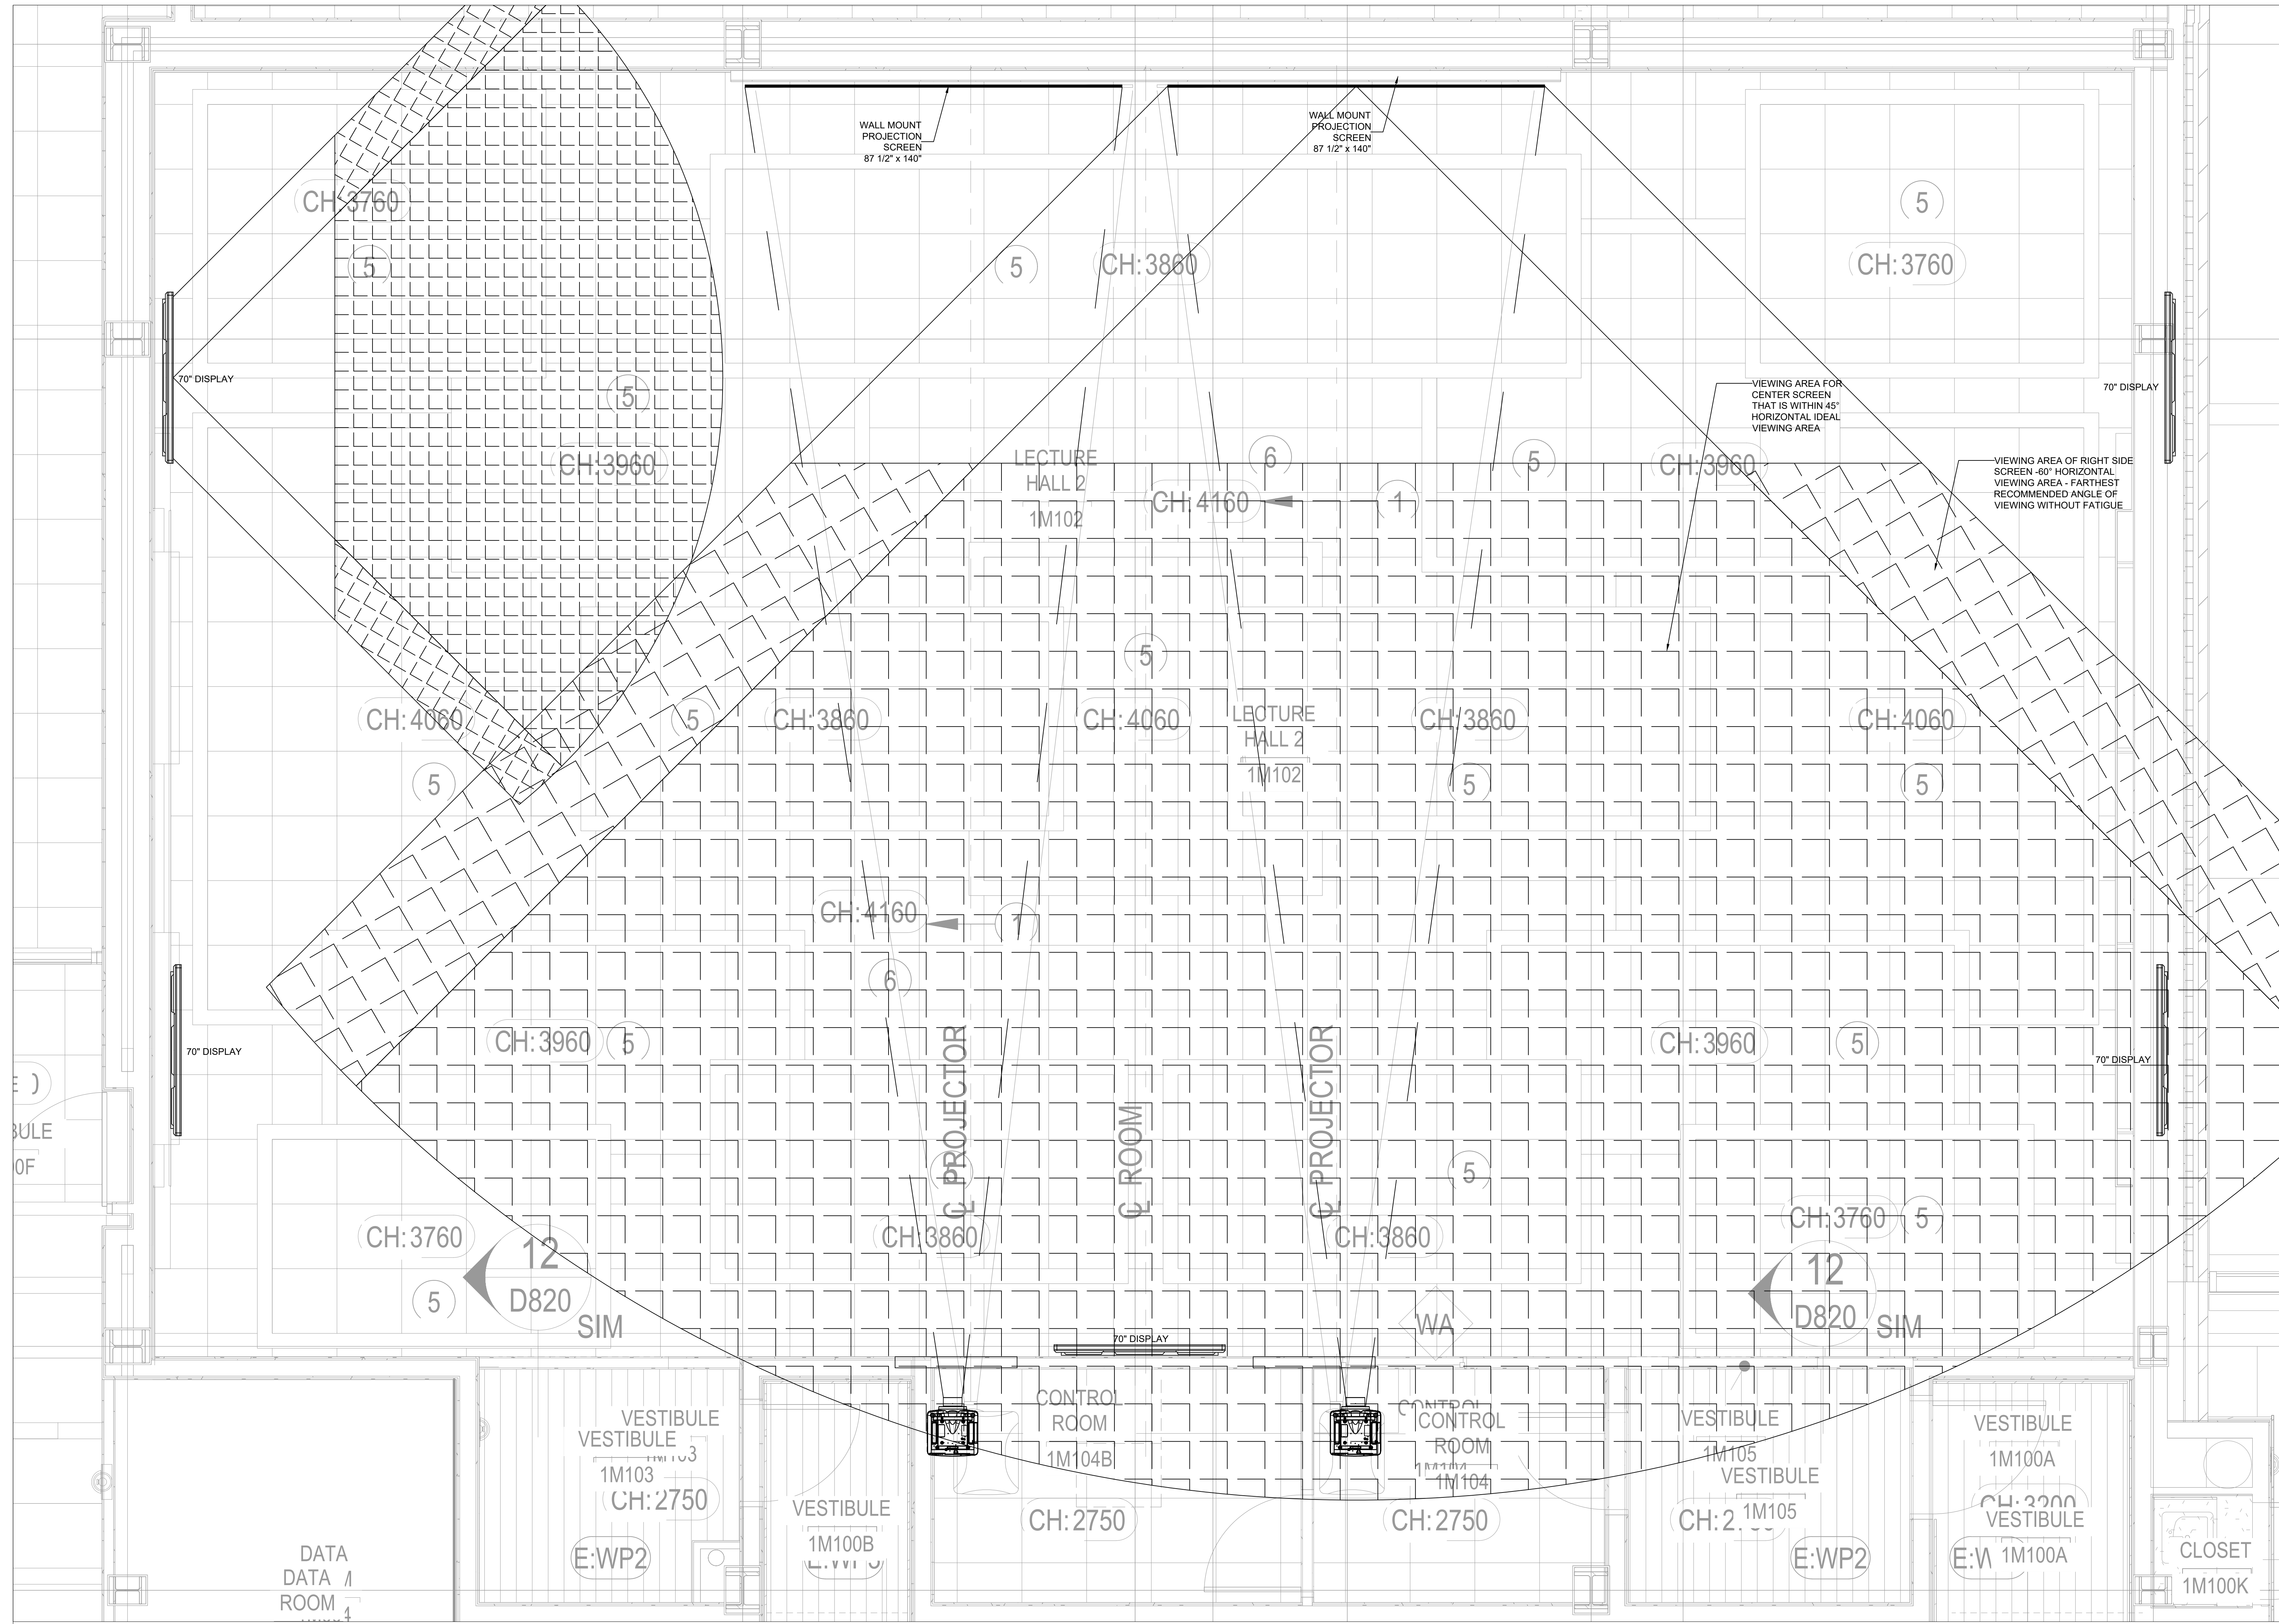 WALL MOUNT
PROJECTION
SCREEN
87 1/2" x 140"
WALL MOUNT
PROJECTION
SCREEN
87 1/2" x 140"
CH:3760
5
5
CH:3860
5
CH:3760
70" DISPLAY
5
CH:3960
70" DISPLAY
VIEWING AREA FOR
CENTER SCREEN
THAT IS WITHIN 45°
HORIZONTAL IDEAL
VIEWING AREA
LECTURE
HALL 2
1M102
6
CH:4160
1
5
CH:3960
VIEWING AREA OF RIGHT SIDE
SCREEN -60° HORIZONTAL
VIEWING AREA - FARTHEST
RECOMMENDED ANGLE OF
VIEWING WITHOUT FATIGUE
5
CH:4060
5
CH:3860
CH:4060
LECTURE
HALL 2
1M102
CH:3860
CH:4060
5
5
5
CH:4160
1
6
CH:3960
5
CH:3960
5
70" DISPLAY
70" DISPLAY
E )
BULE
0F
℄ PROJECTOR
℄ ROOM
℄ PROJECTOR
5
5
CH:3760
5
CH:3860
CH:3860
CH:3760
5
12
D820
SIM
12
D820
SIM
WA
70" DISPLAY
VESTIBULE
VESTIBULE
1M103
CH:2750
E:WP2
VESTIBULE
1M100B
CONTROL
ROOM
1M104B
CH:2750
CONTROL
ROOM
1M104
CH:2750
VESTIBULE
1M105
VESTIBULE
1M105
E:WP2
VESTIBULE
1M100A
CH:3200
VESTIBULE
1M100A
DATA
DATA
ROOM
CLOSET
1M100K